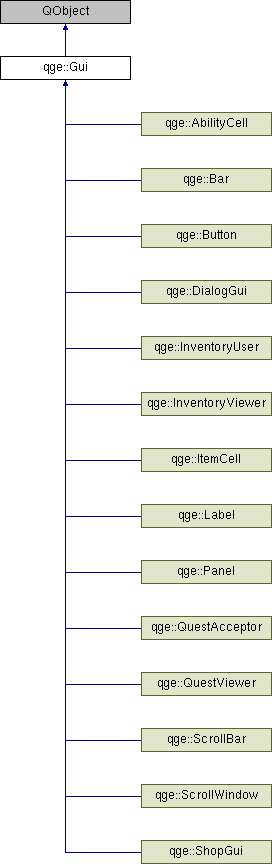 QObject
qge::Gui
qge::AbilityCell
qge::Bar
qge::Button
qge::DialogGui
qge::InventoryUser
qge::InventoryViewer
qge::ItemCell
qge::Label
qge::Panel
qge::QuestAcceptor
qge::QuestViewer
qge::ScrollBar
qge::ScrollWindow
qge::ShopGui